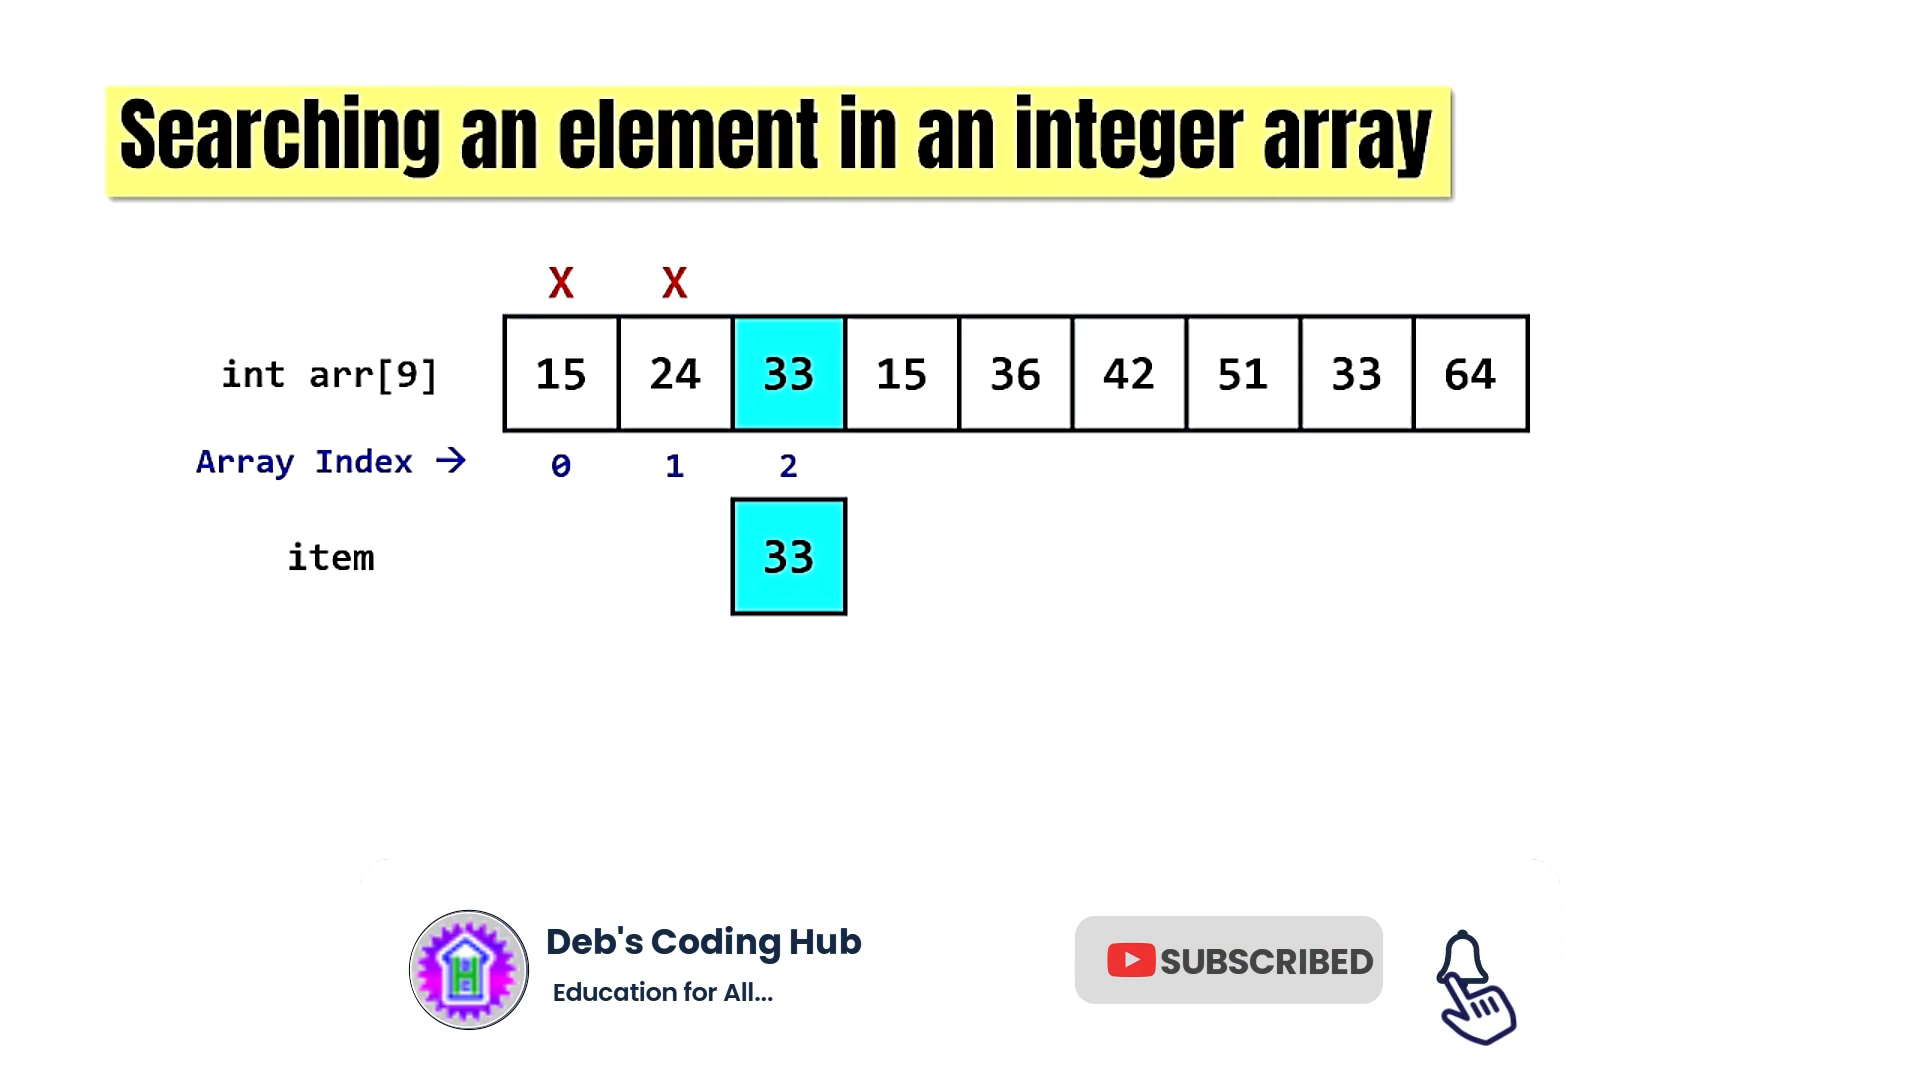 Searching an element in an integer array
X X
int arr[9] 15 24 33 15 36 42 51 33 64
Array Index → 0 1 2
item 33
Deb's Coding Hub
Education for All...
SUBSCRIBED